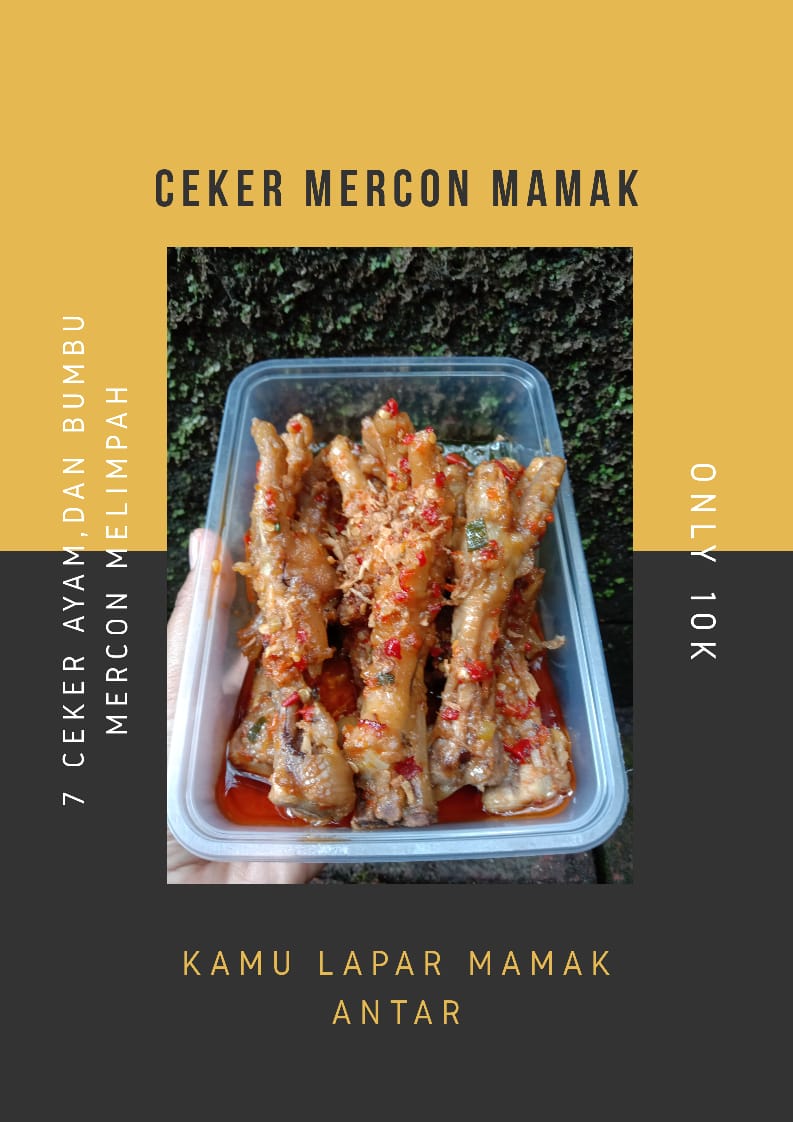 CEKER MERCON MAMAK
7 CEKER AYAM,DAN BUMBU
MERCON MELIMPAH
ONLY 10K
KAMU LAPAR MAMAK
ANTAR